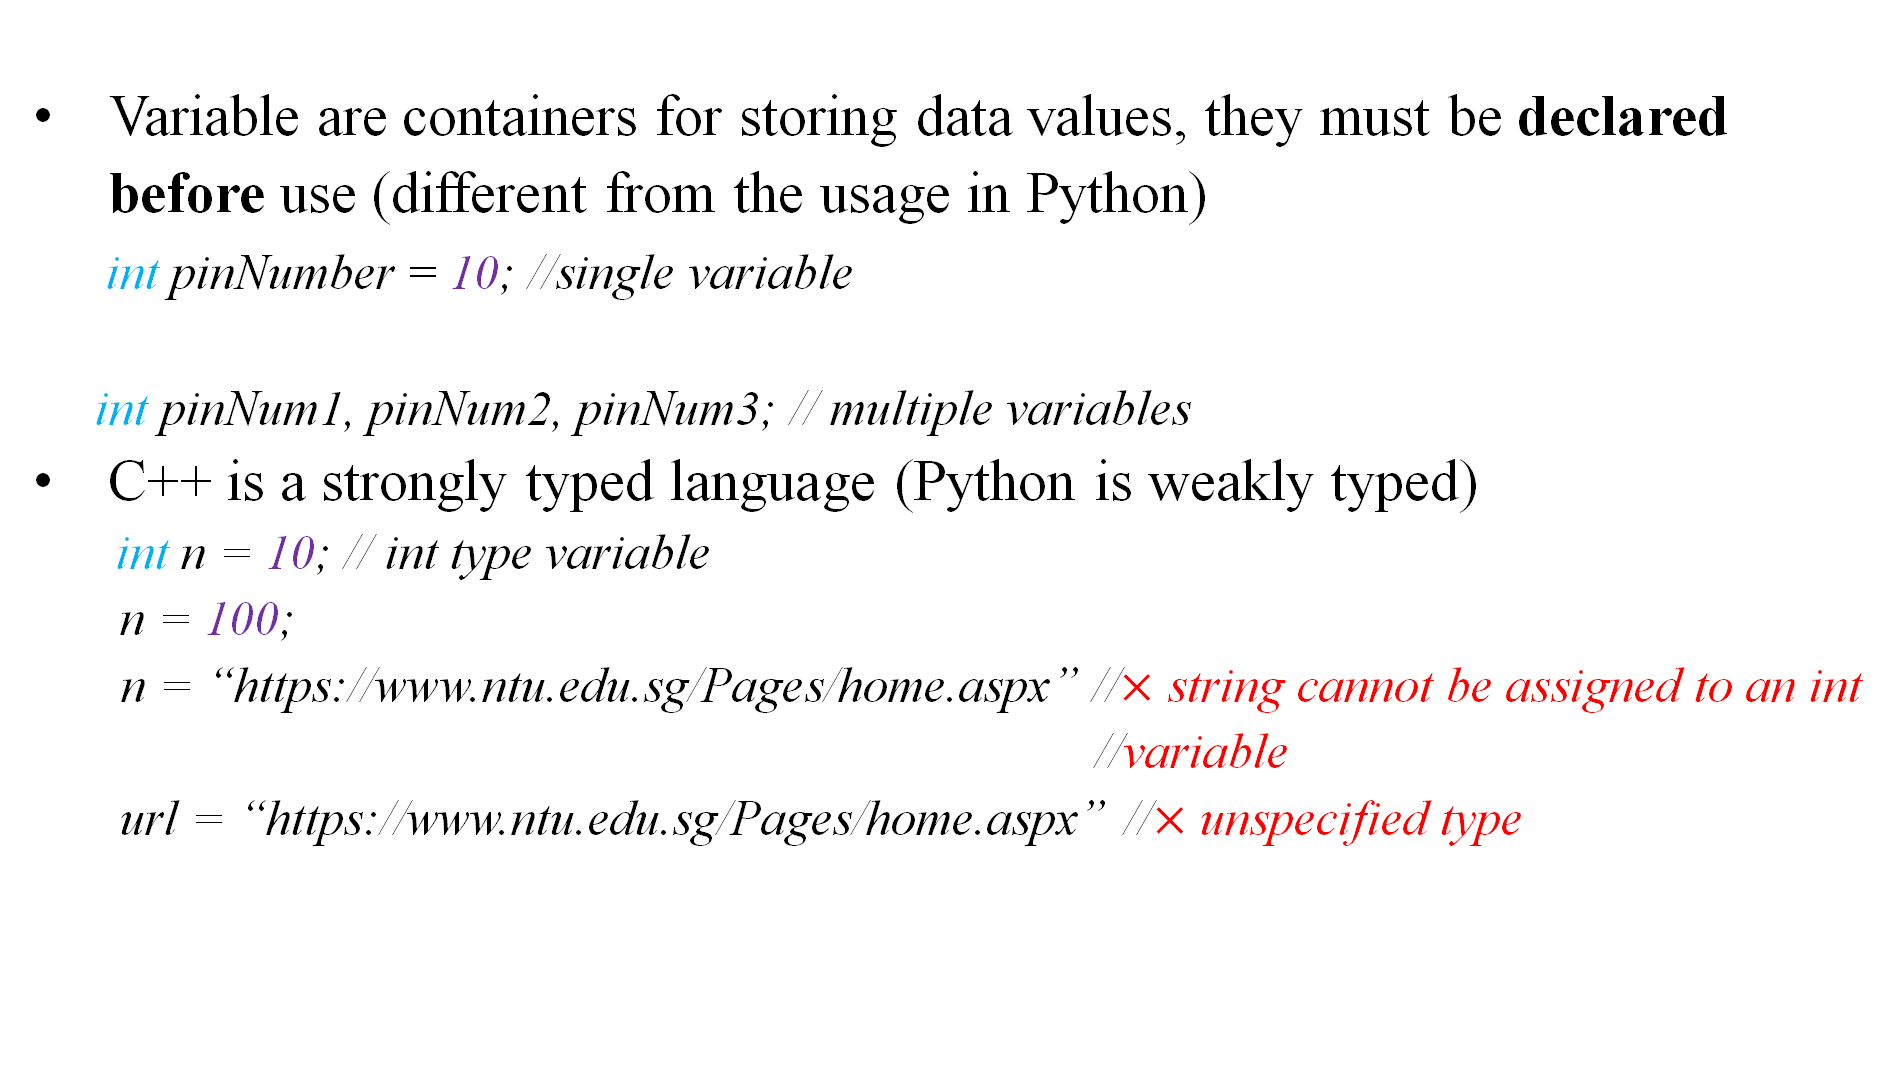 • Variable are containers for storing data values, they must be declared
before use (different from the usage in Python)
int pinNumber = 10; //single variable
int pinNum1, pinNum2, pinNum3; // multiple variables
• C++ is a strongly typed language (Python is weakly typed)
int n = 10; // int type variable
n = 100;
n = “https://www.ntu.edu.sg/Pages/home.aspx” //× string cannot be assigned to an int
//variable
url = “https://www.ntu.edu.sg/Pages/home.aspx” //× unspecified type